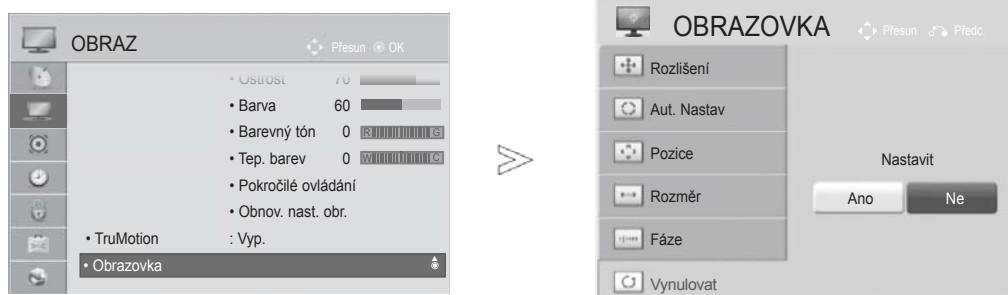 OBRAZ
Přesun OK
• Ostrost 70
• Barva 60
• Barevný tón 0 R G
• Tep. barev 0 W C
• Pokročilé ovládání
• Obnov. nast. obr.
• TruMotion : Vyp.
• Obrazovka
OBRAZOVKA
Přesun Předc.
Rozlišení
Aut. Nastav
Pozice
Rozměr
Fáze
Vynulovat
Nastavit
Ano Ne